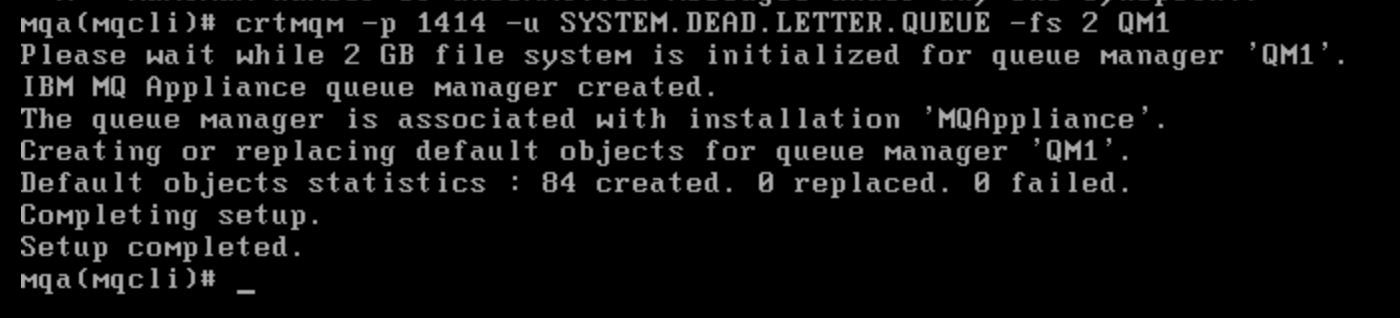 mqa(mqcli)# crtmqm -p 1414 -u SYSTEM.DEAD.LETTER.QUEUE -fs 2 QM1
Please wait while 2 GB file system is initialized for queue manager 'QM1'.
IBM MQ Appliance queue manager created.
The queue manager is associated with installation 'MQAppliance'.
Creating or replacing default objects for queue manager 'QM1'.
Default objects statistics : 84 created. 0 replaced. 0 failed.
Completing setup.
Setup completed.
mqa(mqcli)# _